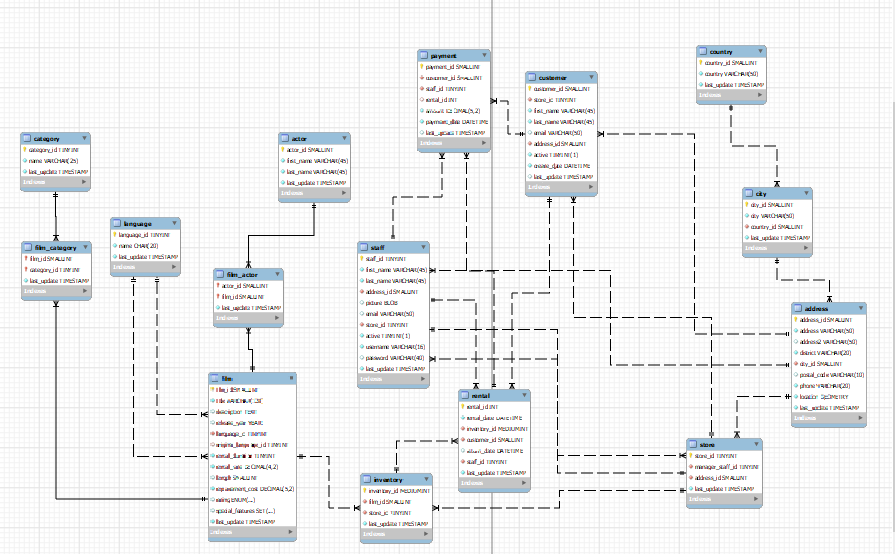 payment
payment_id SMALLINT
customer_id SMALLINT
staff_id TINYINT
rental_id INT
amount DECIMAL(5,2)
payment_date DATETIME
last_update TIMESTAMP
Indexes
customer
customer_id SMALLINT
store_id TINYINT
first_name VARCHAR(45)
last_name VARCHAR(45)
email VARCHAR(50)
address_id SMALLINT
active TINYINT(1)
create_date DATETIME
last_update TIMESTAMP
Indexes
country
country_id SMALLINT
country VARCHAR(50)
last_update TIMESTAMP
Indexes
category
category_id TINYINT
name VARCHAR(25)
last_update TIMESTAMP
Indexes
actor
actor_id SMALLINT
first_name VARCHAR(45)
last_name VARCHAR(45)
last_update TIMESTAMP
Indexes
city
city_id SMALLINT
city VARCHAR(50)
country_id SMALLINT
last_update TIMESTAMP
Indexes
language
language_id TINYINT
name CHAR(20)
last_update TIMESTAMP
Indexes
film_category
film_id SMALLINT
category_id TINYINT
last_update TIMESTAMP
Indexes
film_actor
actor_id SMALLINT
film_id SMALLINT
last_update TIMESTAMP
Indexes
staff
staff_id TINYINT
first_name VARCHAR(45)
last_name VARCHAR(45)
address_id SMALLINT
picture BLOB
email VARCHAR(50)
store_id TINYINT
active TINYINT(1)
username VARCHAR(16)
password VARCHAR(40)
last_update TIMESTAMP
Indexes
address
address_id SMALLINT
address VARCHAR(50)
address2 VARCHAR(50)
district VARCHAR(20)
city_id SMALLINT
postal_code VARCHAR(10)
phone VARCHAR(20)
location GEOMETRY
last_update TIMESTAMP
Indexes
film
film_id SMALLINT
title VARCHAR(128)
description TEXT
release_year YEAR
language_id TINYINT
original_language_id TINYINT
rental_duration TINYINT
rental_rate DECIMAL(4,2)
length SMALLINT
replacement_cost DECIMAL(5,2)
rating ENUM(...)
special_features SET(...)
last_update TIMESTAMP
Indexes
rental
rental_id INT
rental_date DATETIME
inventory_id MEDIUMINT
customer_id SMALLINT
return_date DATETIME
staff_id TINYINT
last_update TIMESTAMP
Indexes
inventory
inventory_id MEDIUMINT
film_id SMALLINT
store_id TINYINT
last_update TIMESTAMP
Indexes
store
store_id TINYINT
manager_staff_id TINYINT
address_id SMALLINT
last_update TIMESTAMP
Indexes